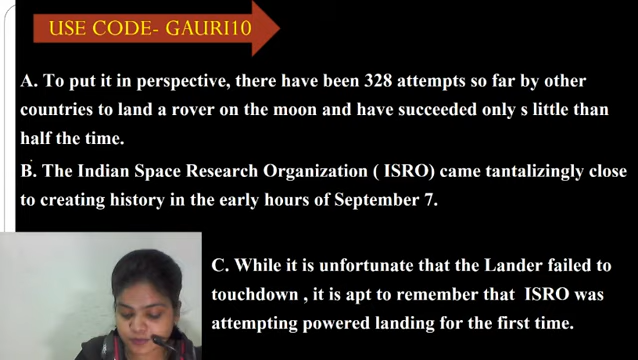 USE CODE- GAURI10
A. To put it in perspective, there have been 328 attempts so far by other
countries to land a rover on the moon and have succeeded only s little than
half the time.
B. The Indian Space Research Organization ( ISRO) came tantalizingly close
to creating history in the early hours of September 7.
C. While it is unfortunate that the Lander failed to
touchdown , it is apt to remember that ISRO was
attempting powered landing for the first time.